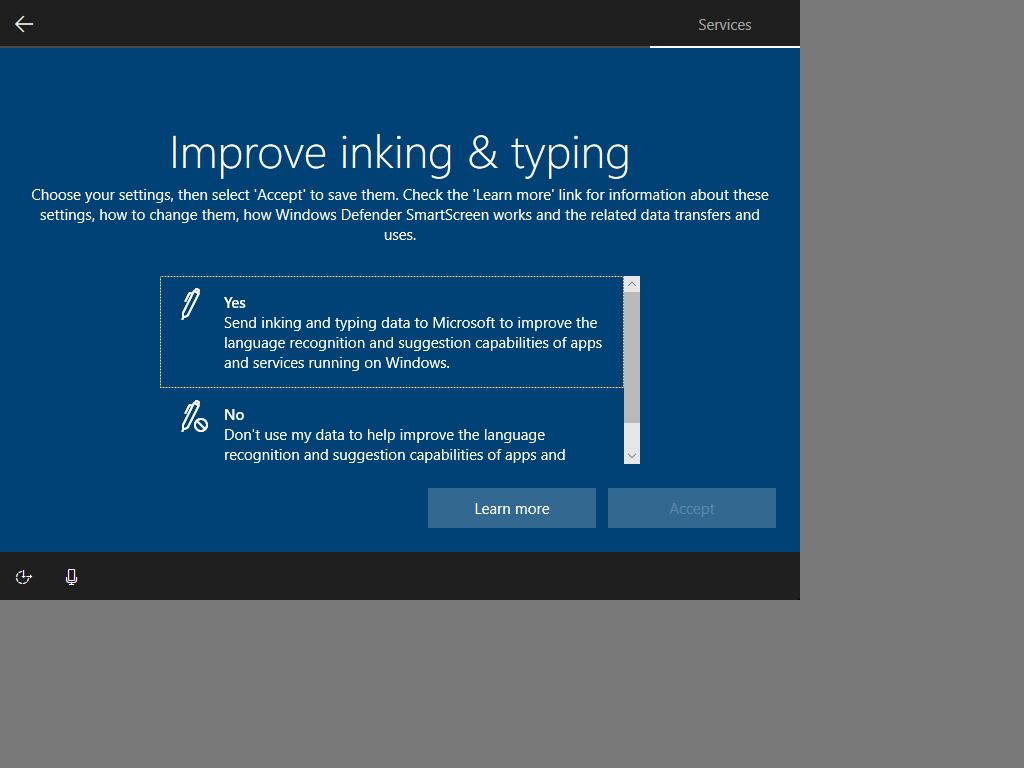 Services
Improve inking & typing
Choose your settings, then select 'Accept' to save them. Check the 'Learn more' link for information about these
settings, how to change them, how Windows Defender SmartScreen works and the related data transfers and
uses.
Yes
Send inking and typing data to Microsoft to improve the
language recognition and suggestion capabilities of apps
and services running on Windows.
No
Don't use my data to help improve the language
recognition and suggestion capabilities of apps and
Learn more
Accept